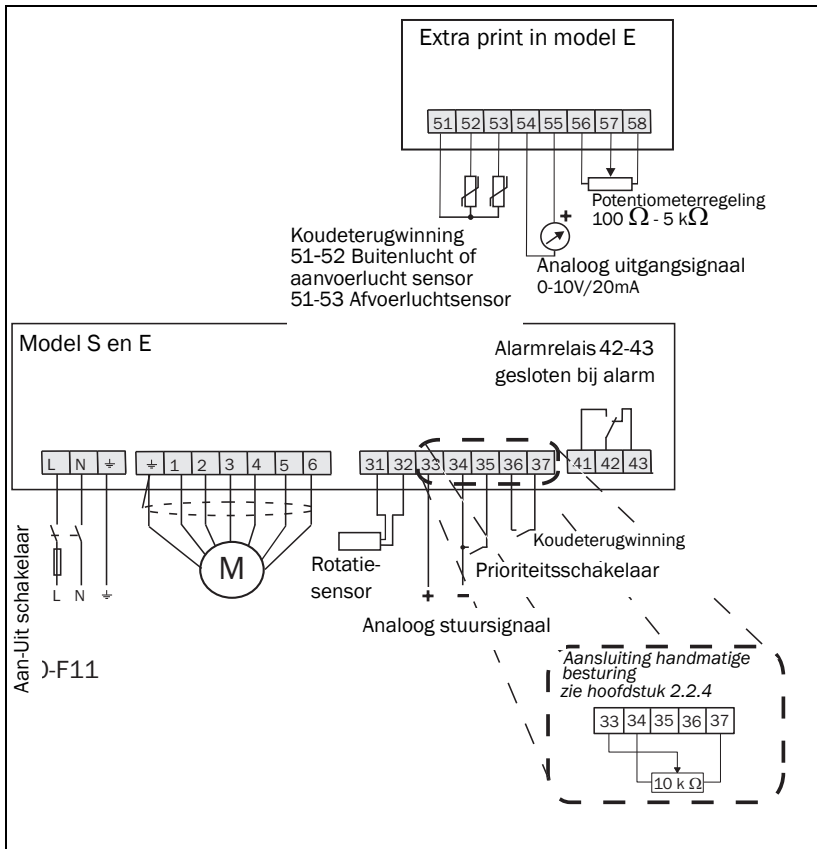 Extra print in model E
51 52 53 54 55 56 57 58
Potentiometerregeling
100 Ω - 5 kΩ
+
Koudeterugwinning
51-52 Buitenlucht of
aanvoerlucht sensor
51-53 Afvoerluchtsensor
Analoog uitgangsignaal
0-10V/20mA
Model S en E
Alarmrelais 42-43
gesloten bij alarm
L N ⏚
⏚ 1 2 3 4 5 6
31 32 33 34 35 36 37
41 42 43
Aan-Uit schakelaar
L N ⏚
M
Rotatie-
sensor
Koudeterugwinning
Prioriteitsschakelaar
+ −
Analoog stuursignaal
)-F11
Aansluiting handmatige
besturing
zie hoofdstuk 2.2.4
33 34 35 36 37
10 k Ω